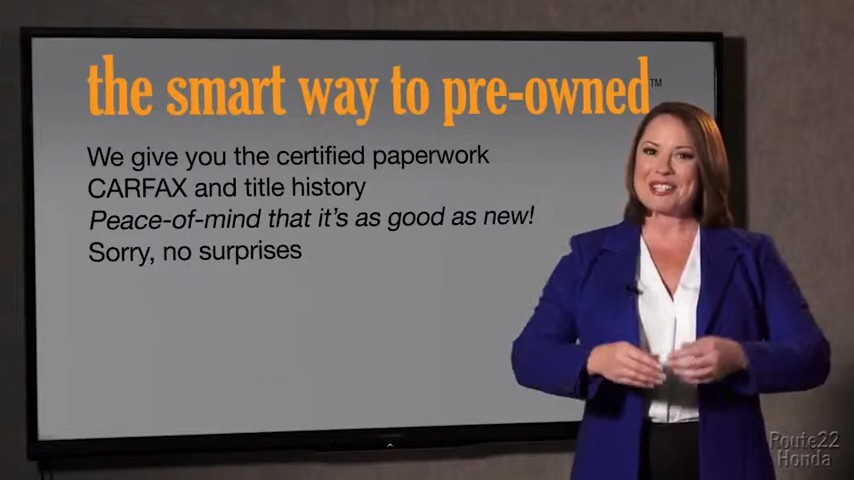 the smart way to pre-owned™
We give you the certified paperwork
CARFAX and title history
Peace-of-mind that it's as good as new!
Sorry, no surprises
Route22
Honda